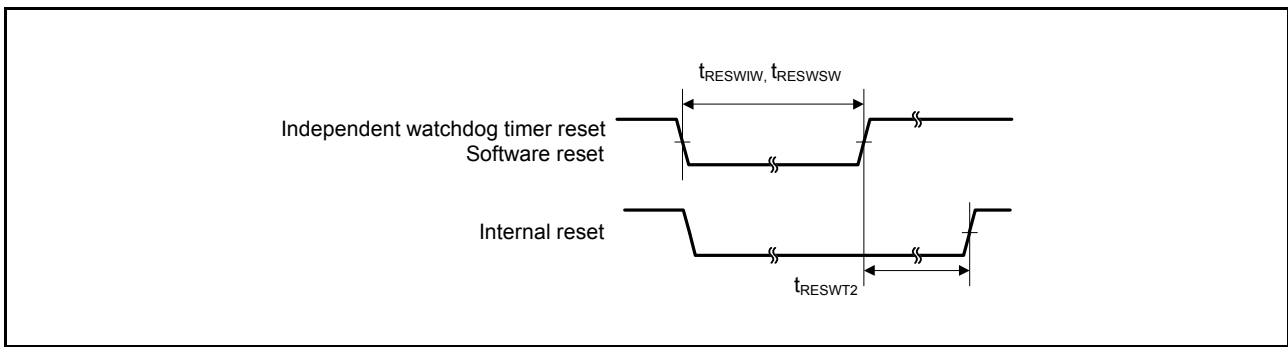 tRESWIW, tRESWSW
Independent watchdog timer reset
Software reset
Internal reset
tRESWT2